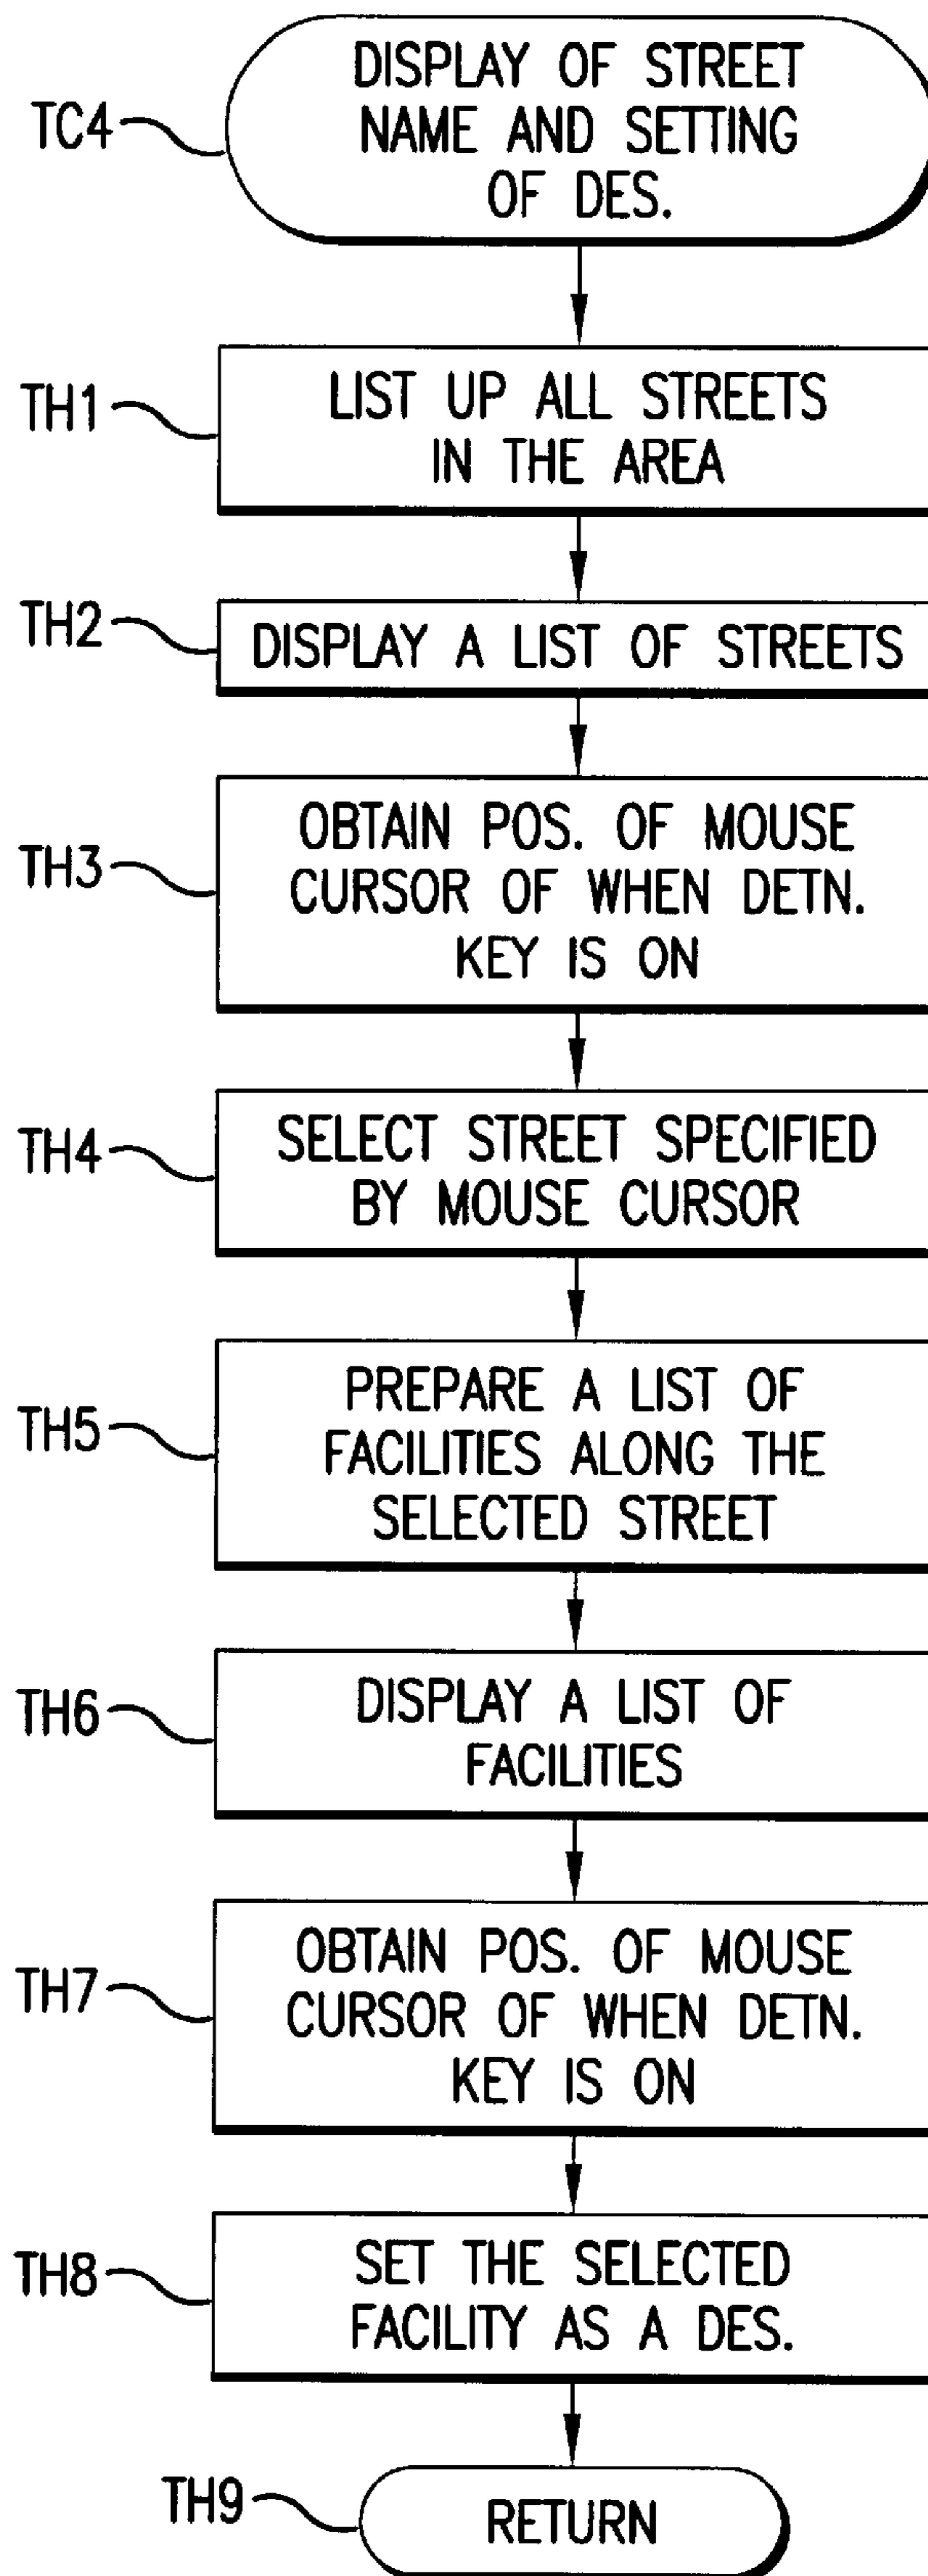 DISPLAY OF STREET
NAME AND SETTING
OF DES.
TC4
LIST UP ALL STREETS
IN THE AREA
TH1
DISPLAY A LIST OF STREETS
TH2
OBTAIN POS. OF MOUSE
CURSOR OF WHEN DETN.
KEY IS ON
TH3
SELECT STREET SPECIFIED
BY MOUSE CURSOR
TH4
PREPARE A LIST OF
FACILITIES ALONG THE
SELECTED STREET
TH5
DISPLAY A LIST OF
FACILITIES
TH6
OBTAIN POS. OF MOUSE
CURSOR OF WHEN DETN.
KEY IS ON
TH7
SET THE SELECTED
FACILITY AS A DES.
TH8
RETURN
TH9